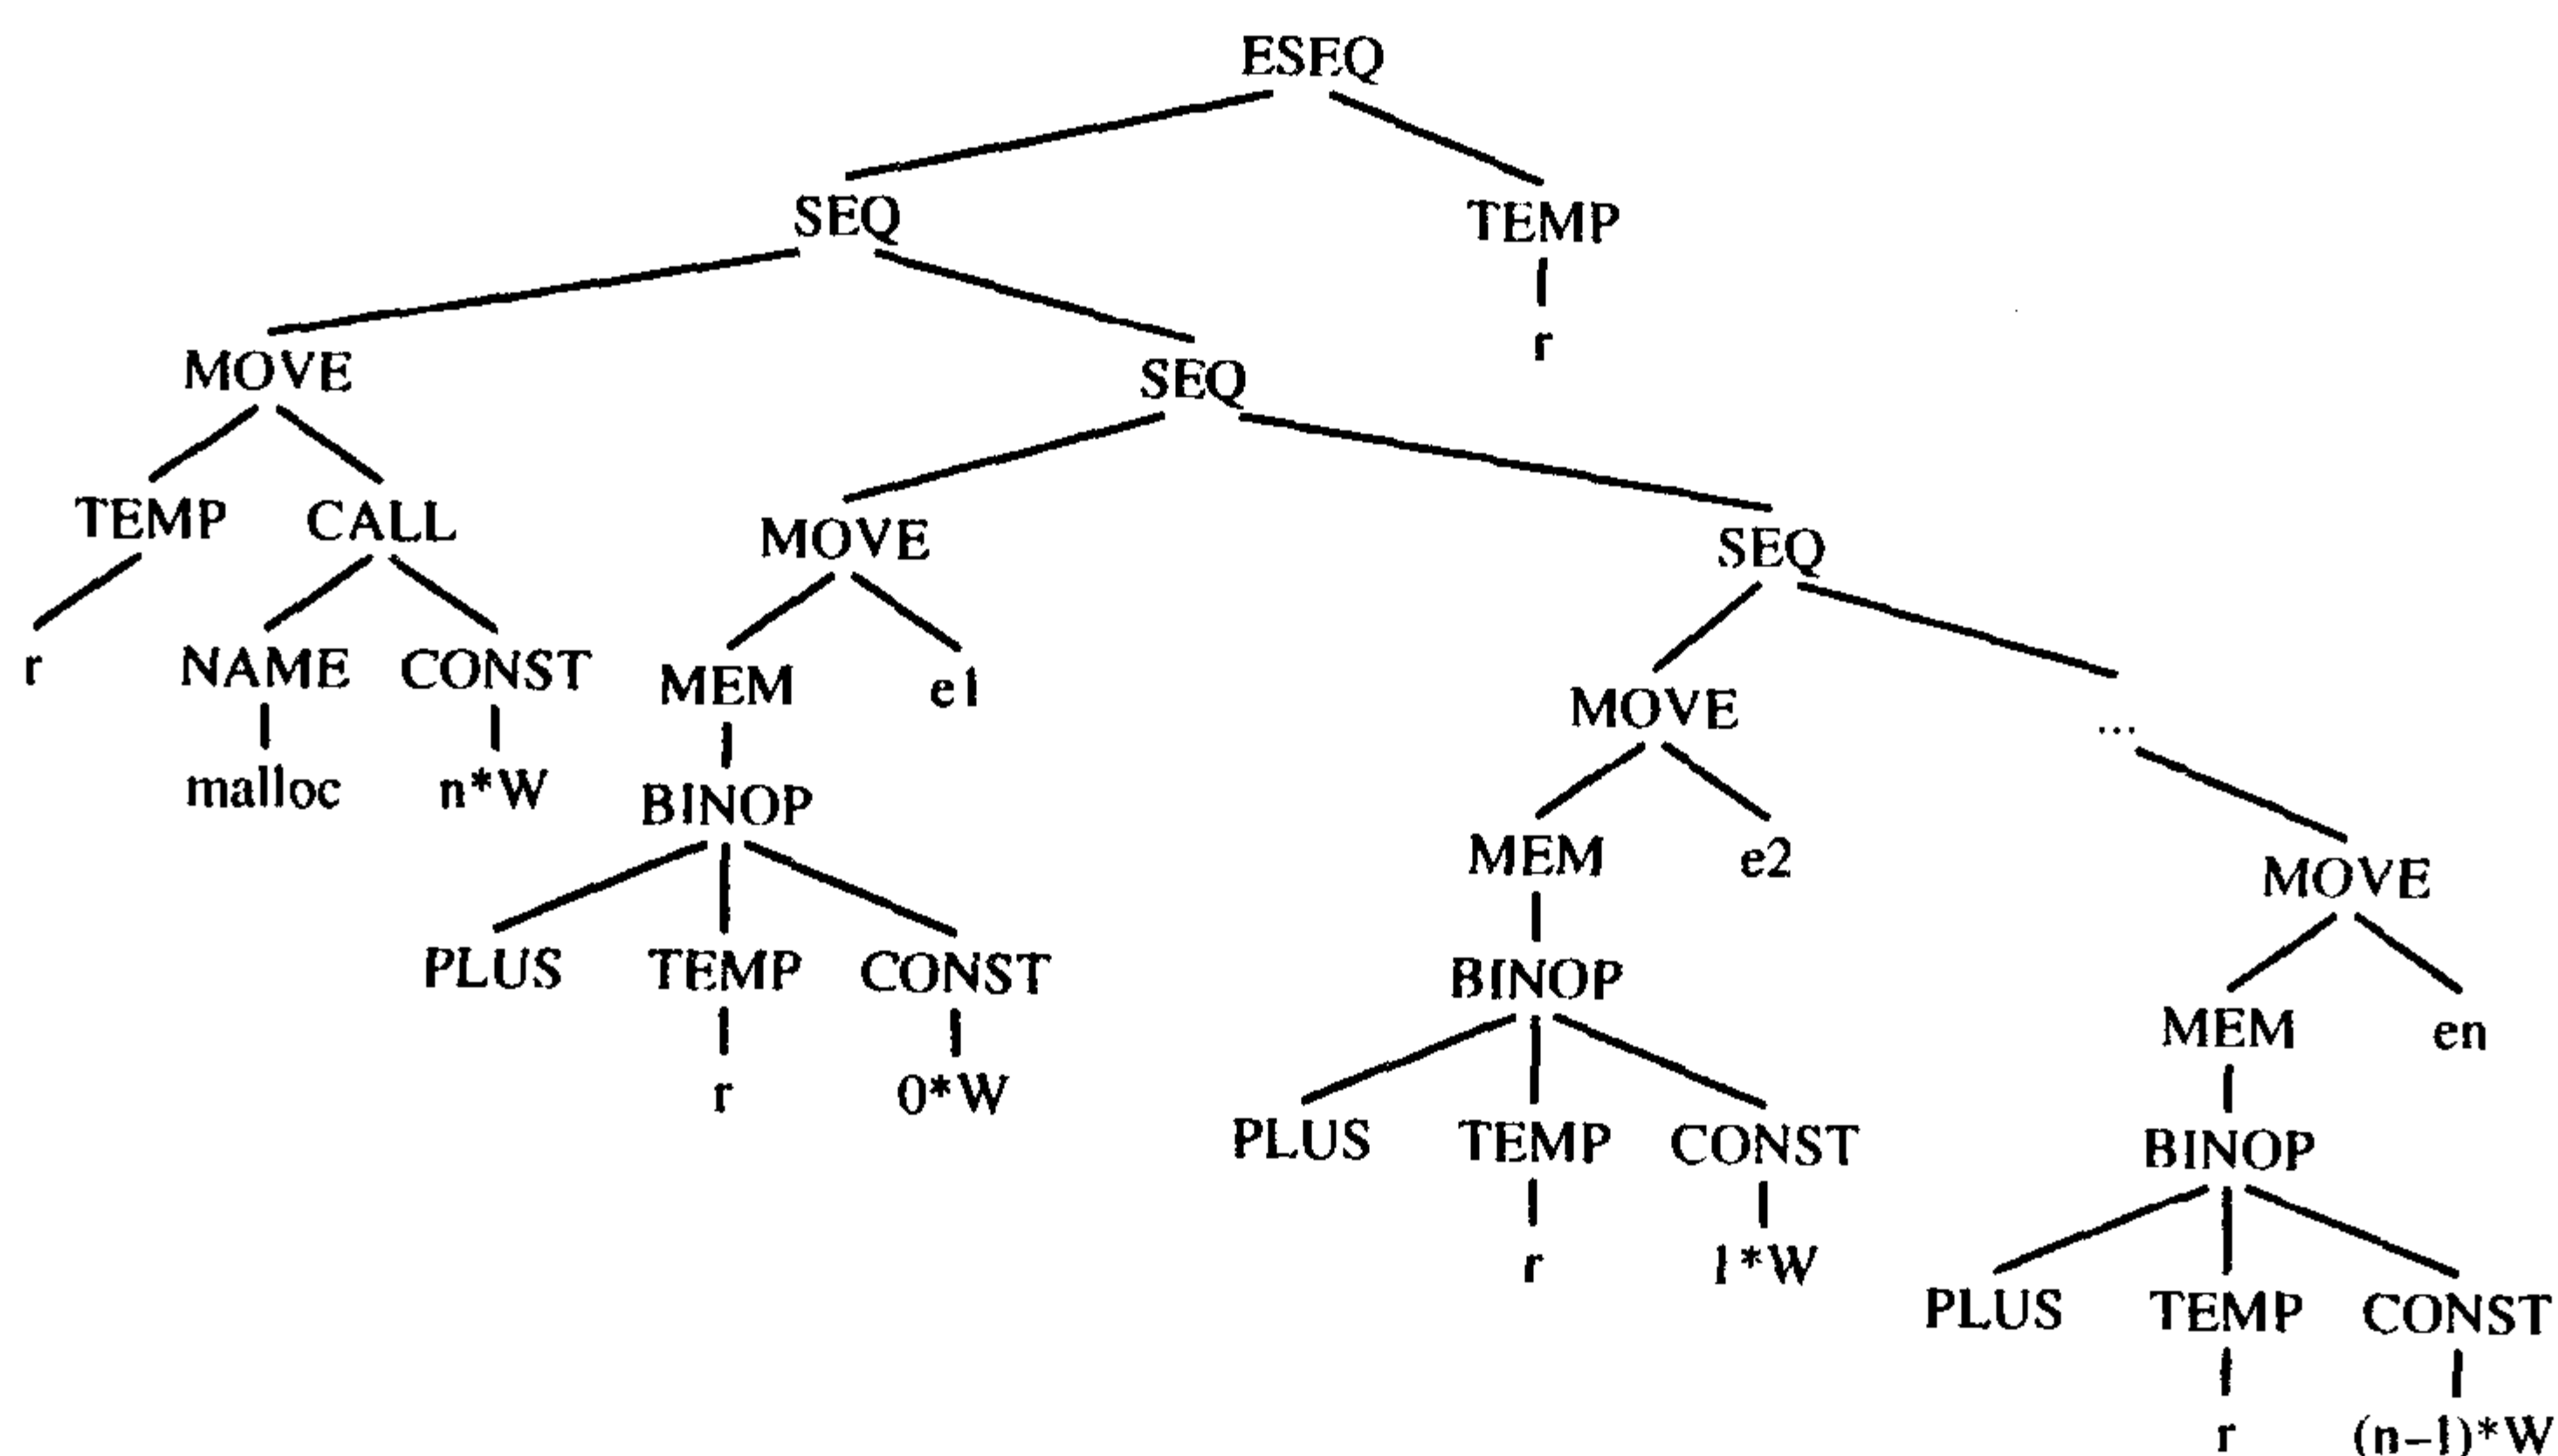 ESEQ
SEQ TEMP
r
MOVE SEQ
TEMP CALL MOVE SEQ
r NAME CONST MEM e1 MOVE ...
malloc n*W BINOP MEM e2 MOVE
PLUS TEMP CONST BINOP MEM en
r 0*W PLUS TEMP CONST BINOP
r 1*W PLUS TEMP CONST
r (n-1)*W